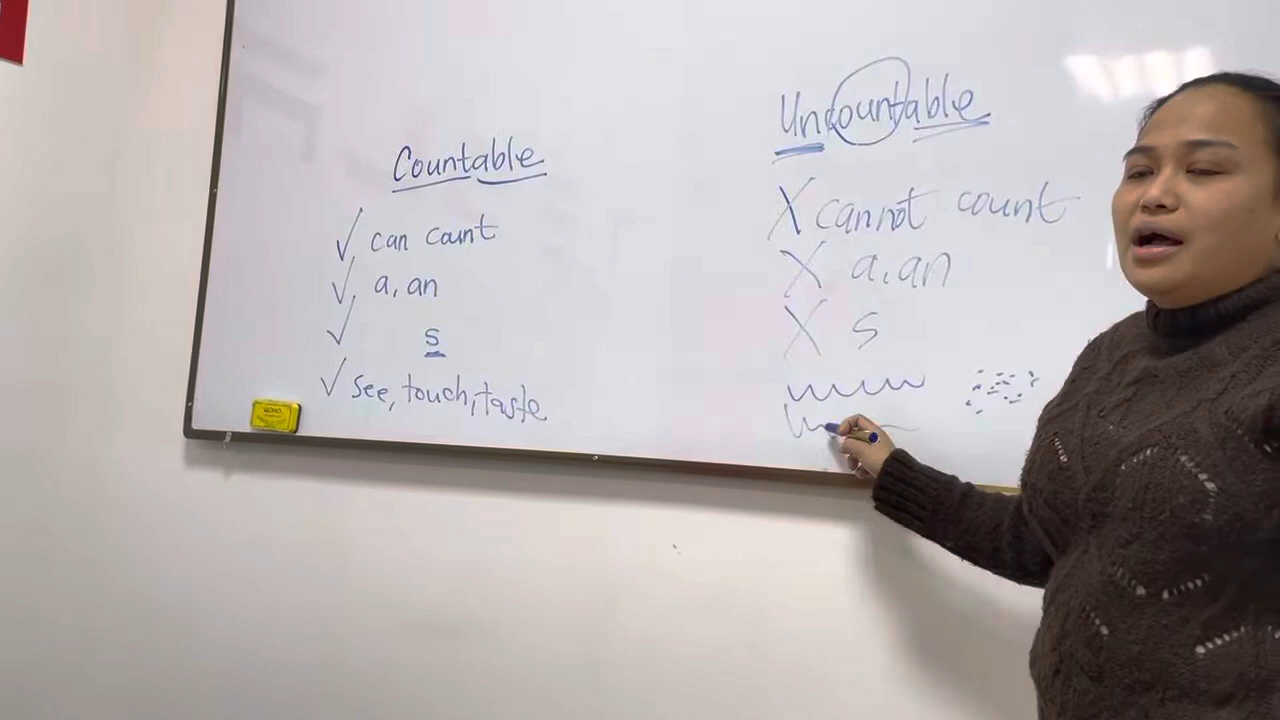 Countable
✓ can count
✓ a, an
✓ s
✓ see, touch, taste
Uncountable
X cannot count
X a, an
X s